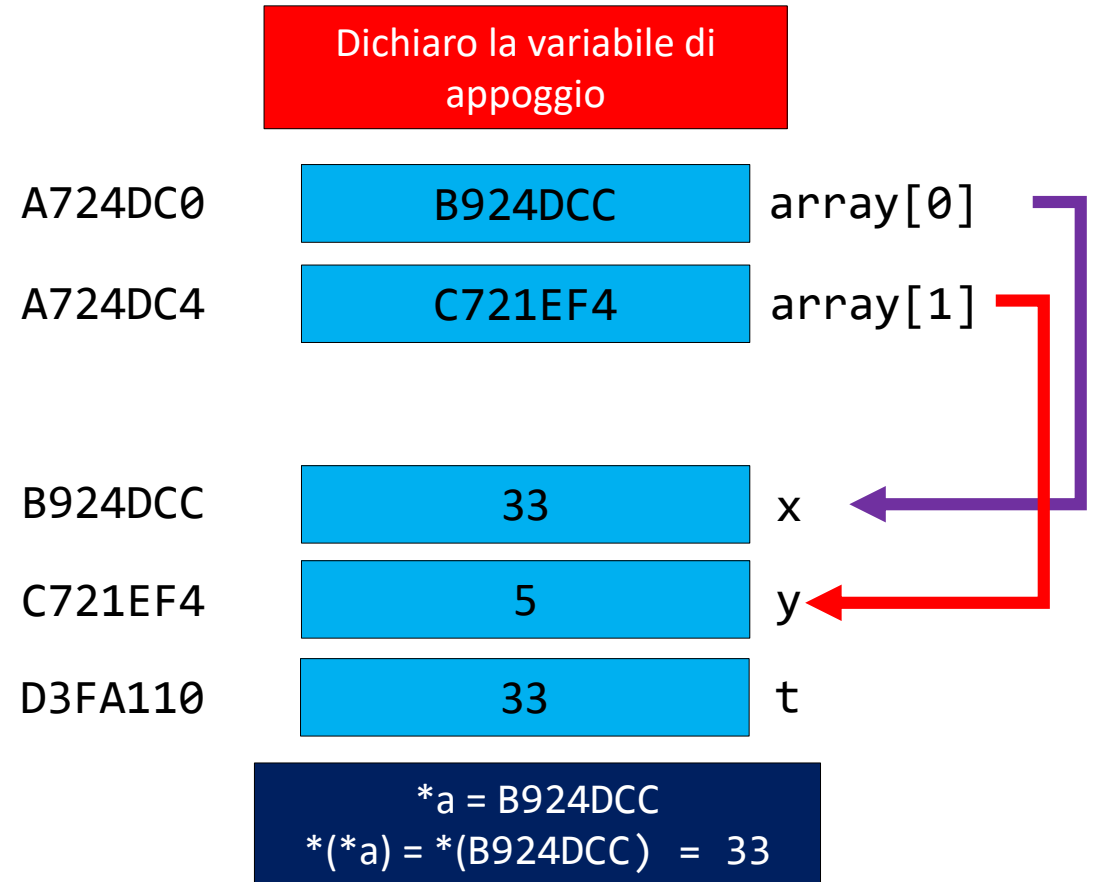 Dichiaro la variabile di
appoggio
A724DC0 B924DCC array[0]
A724DC4 C721EF4 array[1]
B924DCC 33 x
C721EF4 5 y
D3FA110 33 t
*a = B924DCC
*(*a) = *(B924DCC) = 33